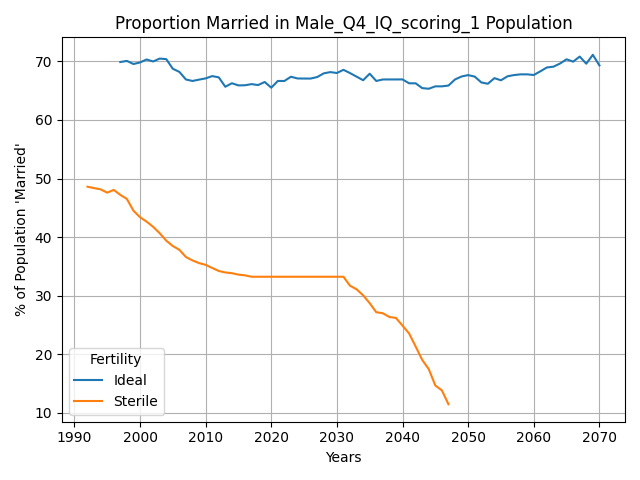 Proportion Married in Male_Q4_IQ_scoring_1 Population
% of Population 'Married'
70
60
50
40
30
20
10
Fertility
Ideal
Sterile
1990 2000 2010 2020 2030 2040 2050 2060 2070
Years